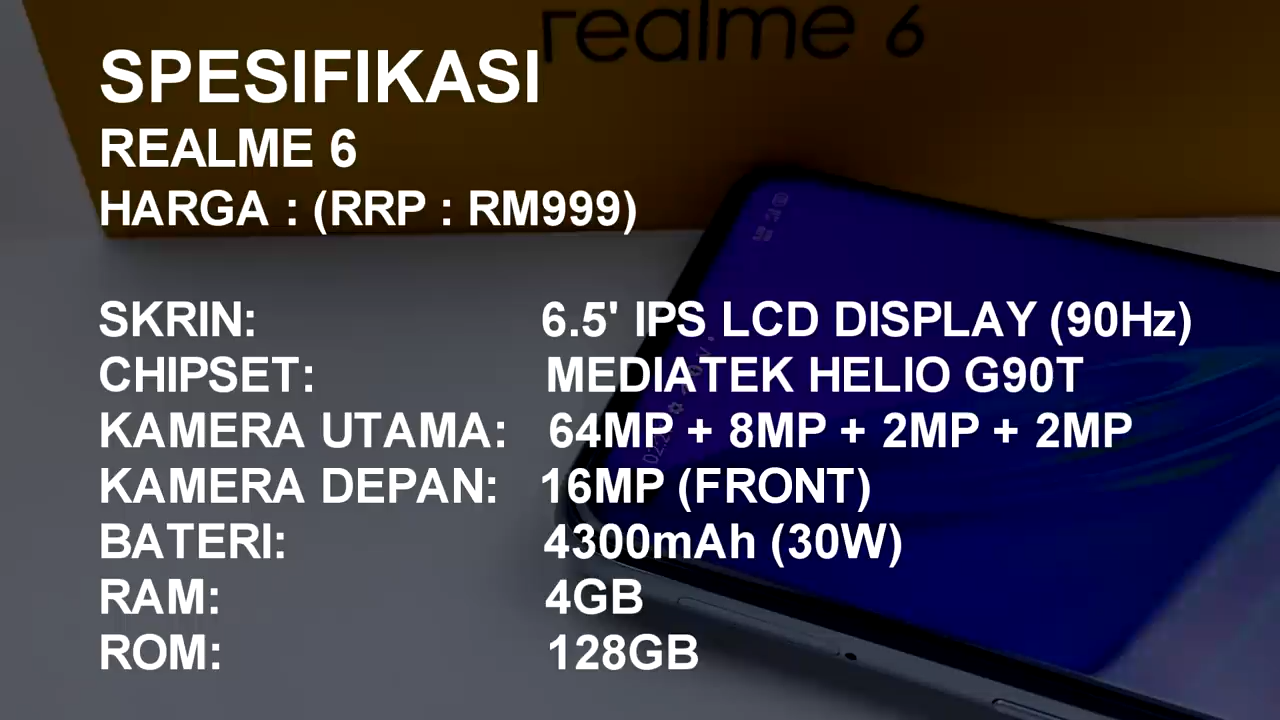 realme 6
SPESIFIKASI
REALME 6
HARGA : (RRP : RM999)
SKRIN: 6.5' IPS LCD DISPLAY (90Hz)
CHIPSET: MEDIATEK HELIO G90T
KAMERA UTAMA: 64MP + 8MP + 2MP + 2MP
KAMERA DEPAN: 16MP (FRONT)
BATERI: 4300mAh (30W)
RAM: 4GB
ROM: 128GB